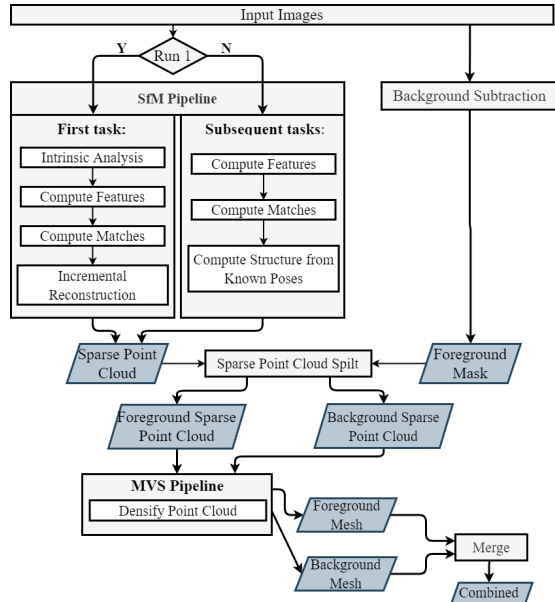 Input Images
Y
Run 1
N
SfM Pipeline
Background Subtraction
First task:
Intrinsic Analysis
Compute Features
Compute Matches
Incremental
Reconstruction
Subsequent tasks:
Compute Features
Compute Matches
Compute Structure from
Known Poses
Sparse Point
Cloud
Sparse Point Cloud Spilt
Foreground
Mask
Foreground Sparse
Point Cloud
Background Sparse
Point Cloud
MVS Pipeline
Densify Point Cloud
Foreground
Mesh
Background
Mesh
Merge
Combined